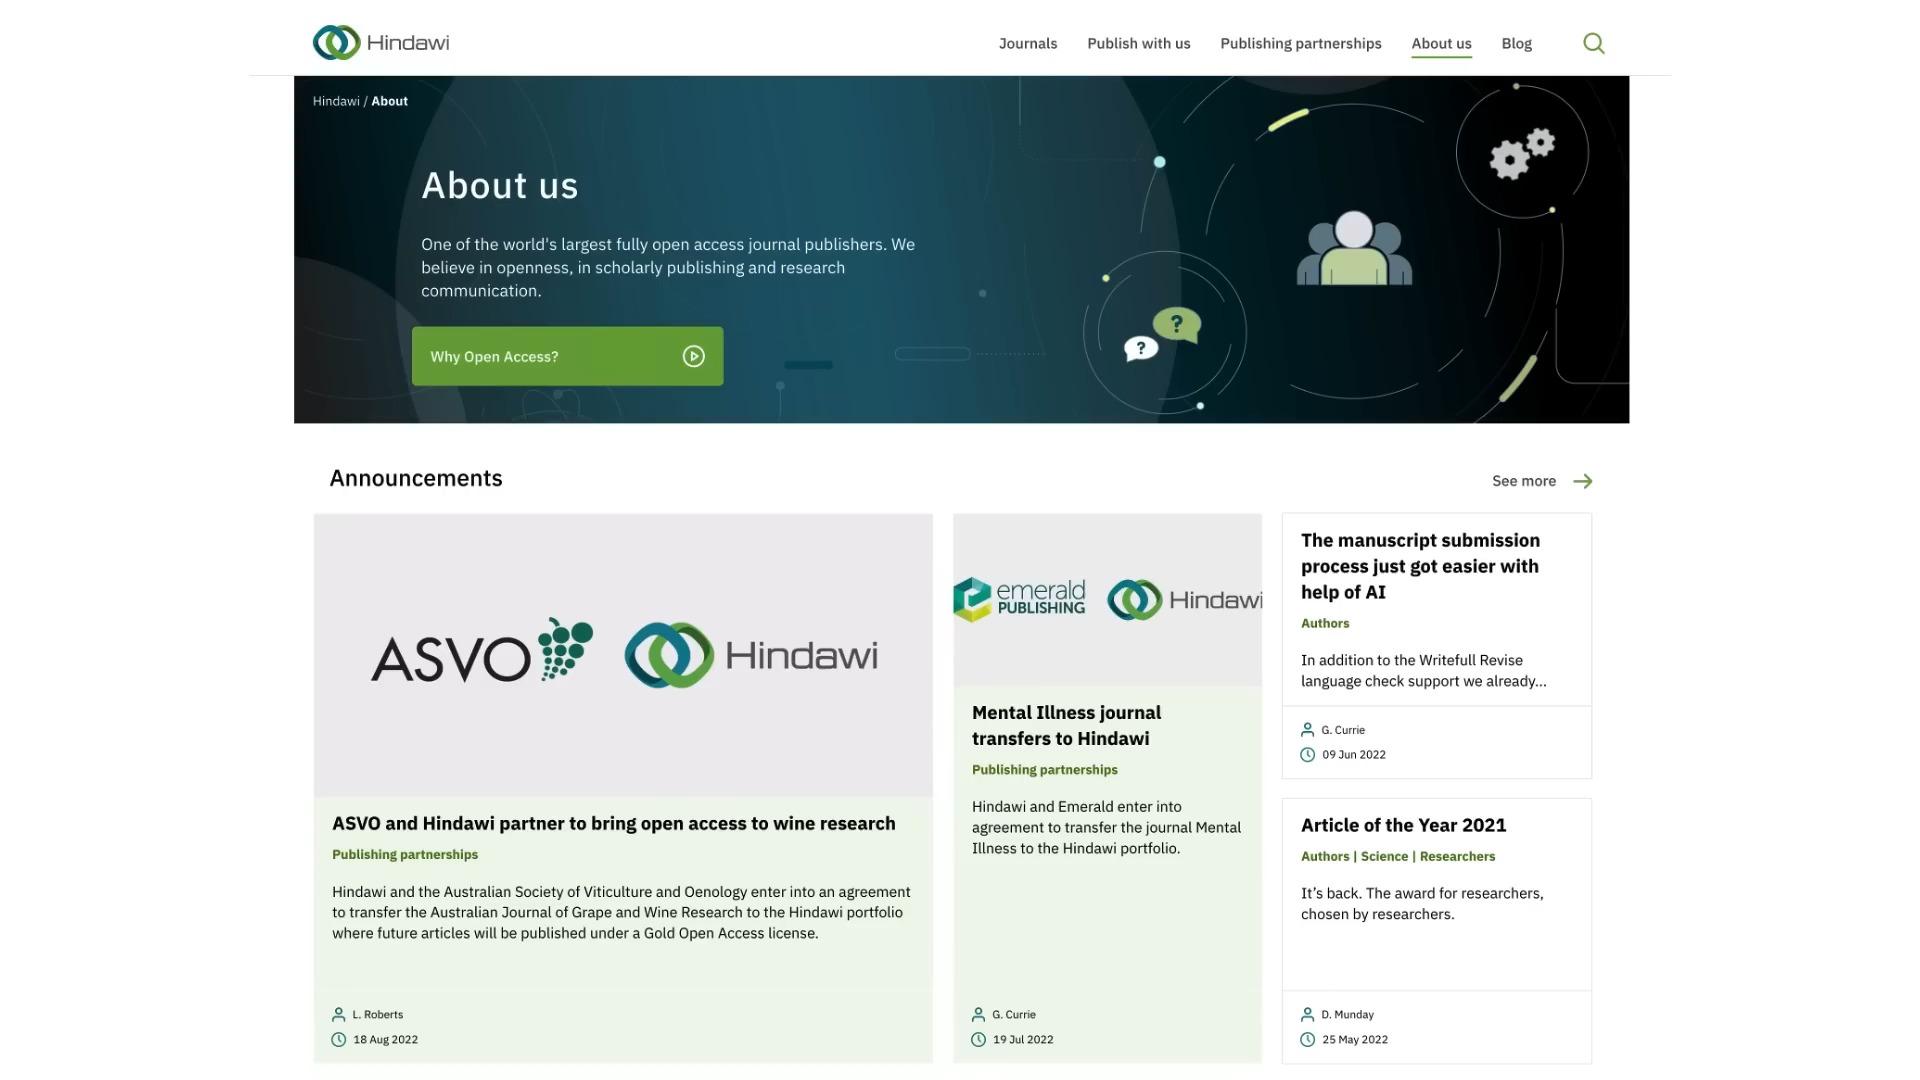 Hindawi
Journals
Publish with us
Publishing partnerships
About us
Blog
Hindawi / About
About us
One of the world's largest fully open access journal publishers. We
believe in openness, in scholarly publishing and research
communication.
Why Open Access?
?
?
Announcements
See more
ASVO
Hindawi
ASVO and Hindawi partner to bring open access to wine research
Publishing partnerships
Hindawi and the Australian Society of Viticulture and Oenology enter into an agreement
to transfer the Australian Journal of Grape and Wine Research to the Hindawi portfolio
where future articles will be published under a Gold Open Access license.
L. Roberts
18 Aug 2022
emerald
PUBLISHING
Hindawi
Mental Illness journal
transfers to Hindawi
Publishing partnerships
Hindawi and Emerald enter into
agreement to transfer the journal Mental
Illness to the Hindawi portfolio.
G. Currie
19 Jul 2022
The manuscript submission
process just got easier with
help of AI
Authors
In addition to the Writefull Revise
language check support we already...
G. Currie
09 Jun 2022
Article of the Year 2021
Authors | Science | Researchers
It’s back. The award for researchers,
chosen by researchers.
D. Munday
25 May 2022